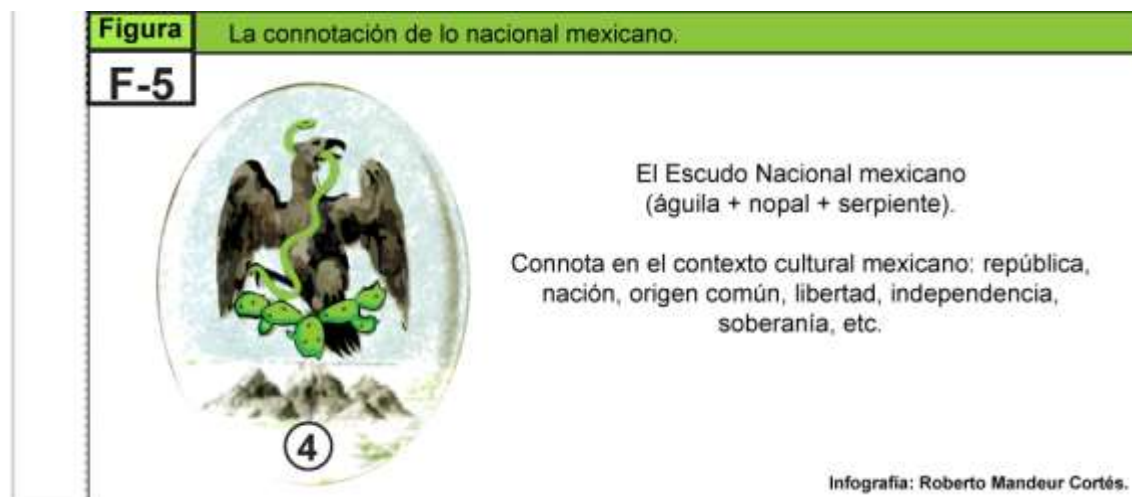 Figura
La connotación de lo nacional mexicano.
F-5
El Escudo Nacional mexicano
(águila + nopal + serpiente).
Connota en el contexto cultural mexicano: república,
nación, origen común, libertad, independencia,
soberanía, etc.
4
Infografía: Roberto Mandeur Cortés.